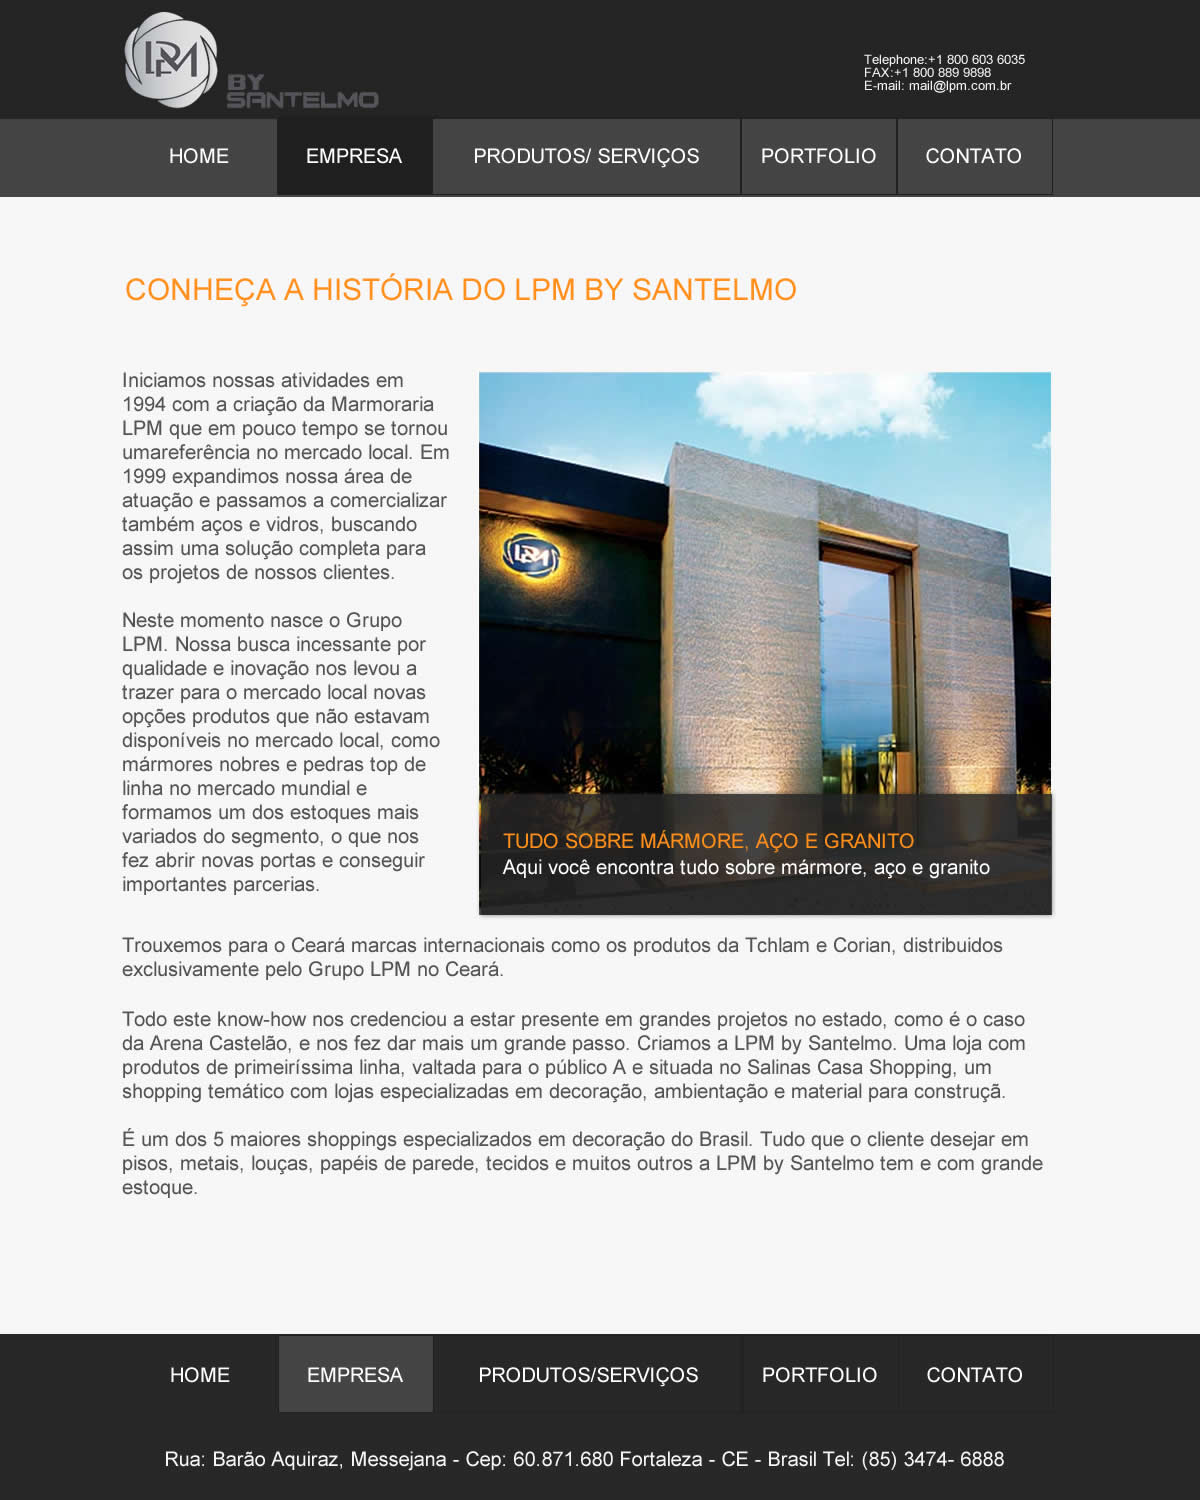 LPM
BY
SANTELMO
Telephone:+1 800 603 6035
FAX:+1 800 889 9898
E-mail: mail@lpm.com.br
HOME EMPRESA PRODUTOS/ SERVIÇOS PORTFOLIO CONTATO
CONHEÇA A HISTÓRIA DO LPM BY SANTELMO
Iniciamos nossas atividades em
1994 com a criação da Marmoraria
LPM que em pouco tempo se tornou
umareferência no mercado local. Em
1999 expandimos nossa área de
atuação e passamos a comercializar
também aços e vidros, buscando
assim uma solução completa para
os projetos de nossos clientes.
Neste momento nasce o Grupo
LPM. Nossa busca incessante por
qualidade e inovação nos levou a
trazer para o mercado local novas
opções produtos que não estavam
disponíveis no mercado local, como
mármores nobres e pedras top de
linha no mercado mundial e
formamos um dos estoques mais
variados do segmento, o que nos
fez abrir novas portas e conseguir
importantes parcerias.
LPM
TUDO SOBRE MÁRMORE, AÇO E GRANITO
Aqui você encontra tudo sobre mármore, aço e granito
Trouxemos para o Ceará marcas internacionais como os produtos da Tchlam e Corian, distribuidos
exclusivamente pelo Grupo LPM no Ceará.
Todo este know-how nos credenciou a estar presente em grandes projetos no estado, como é o caso
da Arena Castelão, e nos fez dar mais um grande passo. Criamos a LPM by Santelmo. Uma loja com
produtos de primeiríssima linha, valtada para o público A e situada no Salinas Casa Shopping, um
shopping temático com lojas especializadas em decoração, ambientação e material para construçã.
É um dos 5 maiores shoppings especializados em decoração do Brasil. Tudo que o cliente desejar em
pisos, metais, louças, papéis de parede, tecidos e muitos outros a LPM by Santelmo tem e com grande
estoque.
HOME EMPRESA PRODUTOS/SERVIÇOS PORTFOLIO CONTATO
Rua: Barão Aquiraz, Messejana - Cep: 60.871.680 Fortaleza - CE - Brasil Tel: (85) 3474- 6888